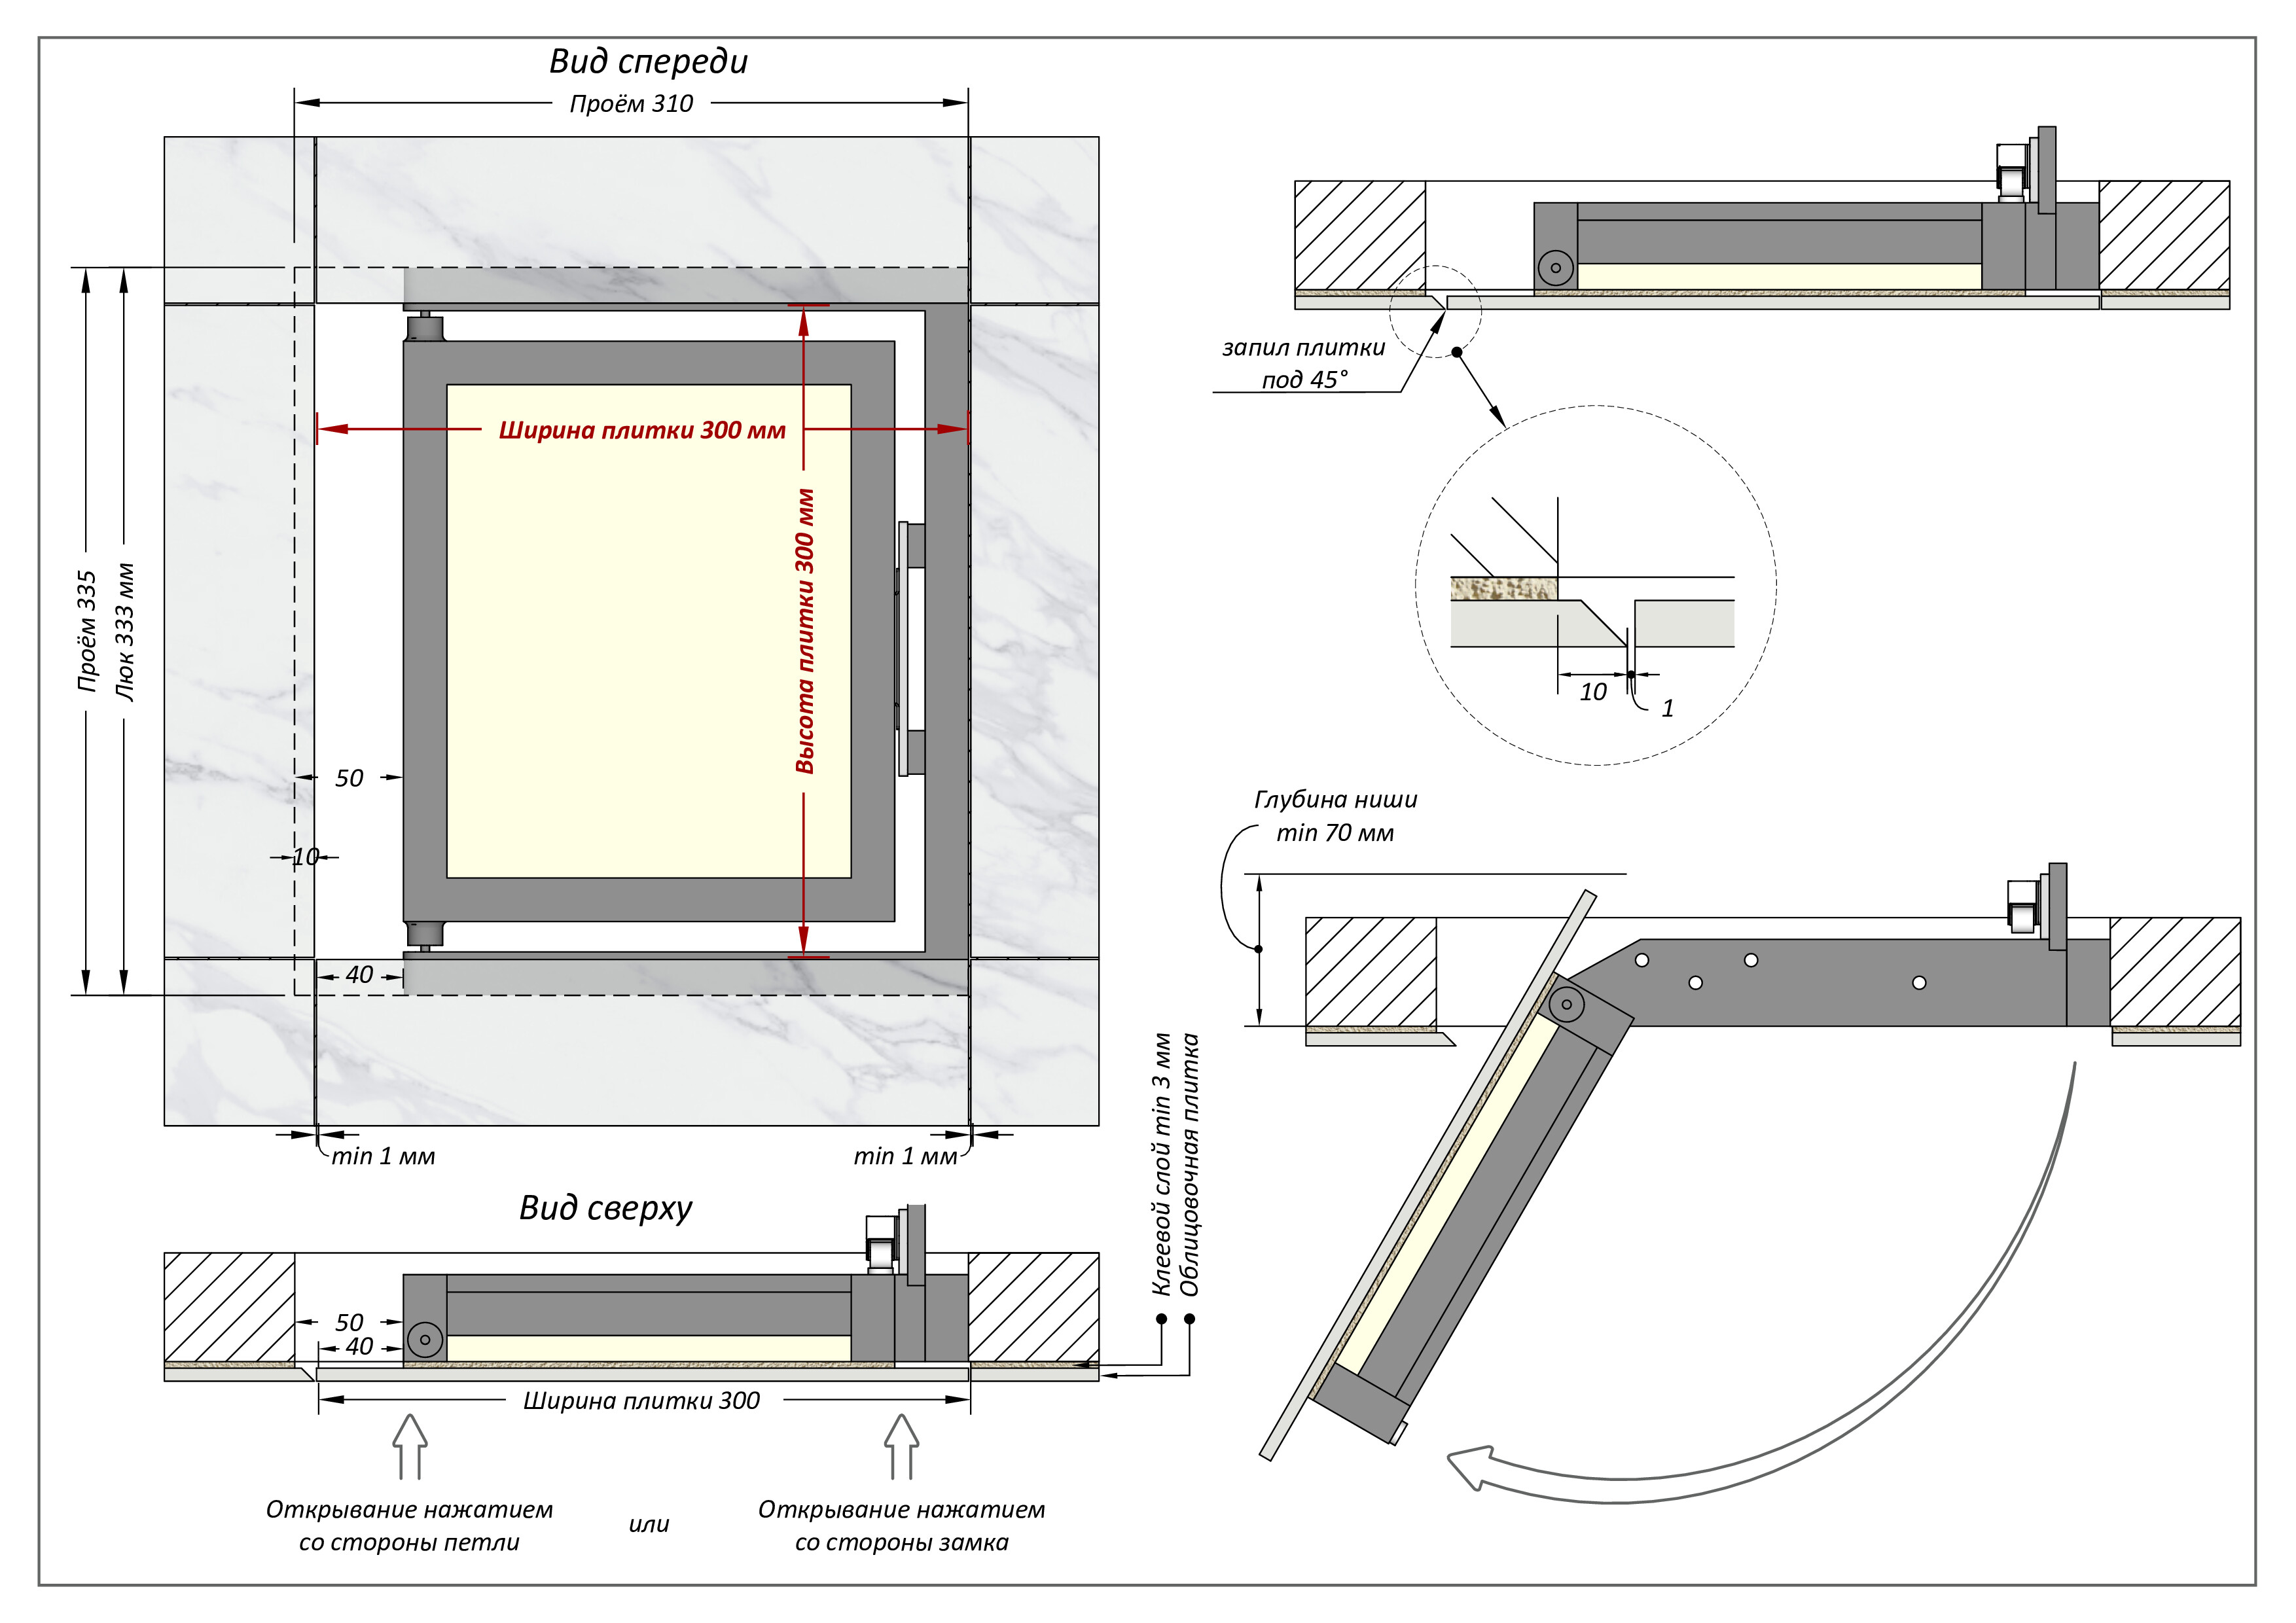 Вид спереди
Проём 310
Проём 335
Люк 333 мм
Ширина плитки 300 мм
Высота плитки 300 мм
50
10
40
min 1 мм
min 1 мм
Вид сверху
50
40
Ширина плитки 300
Открывание нажатием
со стороны петли
или
Открывание нажатием
со стороны замка
Клеевой слой min 3 мм
Облицовочная плитка
запил плитки
под 45°
10
1
Глубина ниши
min 70 мм